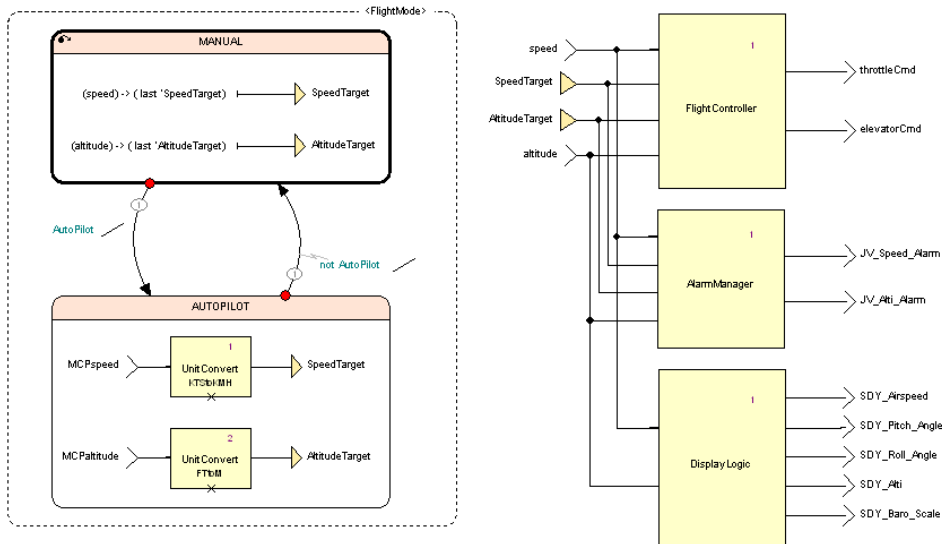 <FlightMode>
MANUAL
(speed) -> ( last 'SpeedTarget)
SpeedTarget
(altitude) -> ( last 'AltitudeTarget)
AltitudeTarget
1
AutoPilot
1
not AutoPilot
AUTOPILOT
MCPspeed
1
UnitConvert
KTStoKMH
SpeedTarget
MCPaltitude
2
UnitConvert
FTtoM
AltitudeTarget
speed
SpeedTarget
AltitudeTarget
altitude
1
FlightController
throttleCmd
elevatorCmd
1
AlarmManager
JV_Speed_Alarm
JV_Alti_Alarm
1
DisplayLogic
SDY_Airspeed
SDY_Pitch_Angle
SDY_Roll_Angle
SDY_Alti
SDY_Baro_Scale